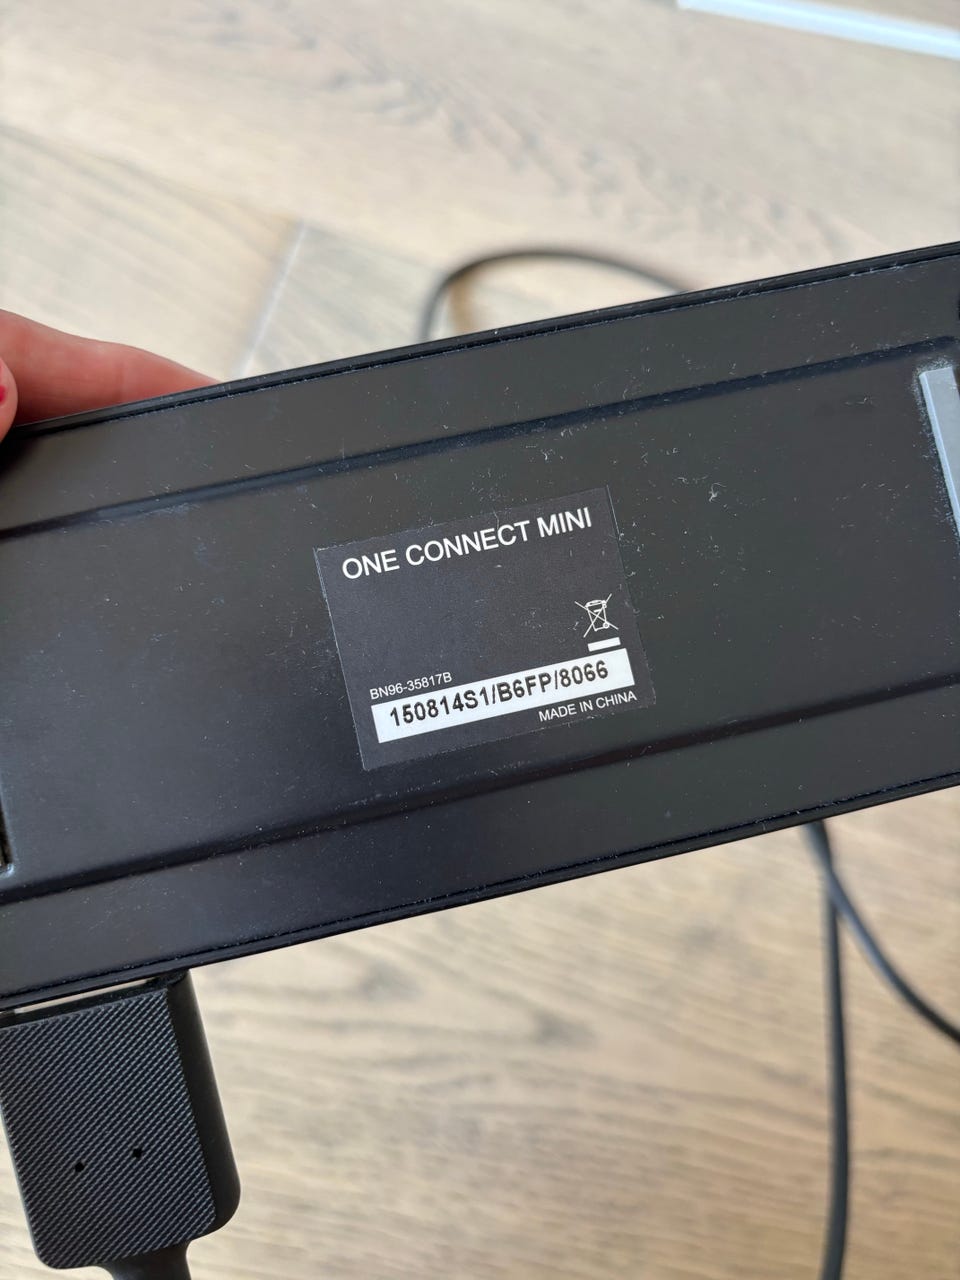 ONE CONNECT MINI
BN96-35817B
150814S1/B6FP/8066
MADE IN CHINA